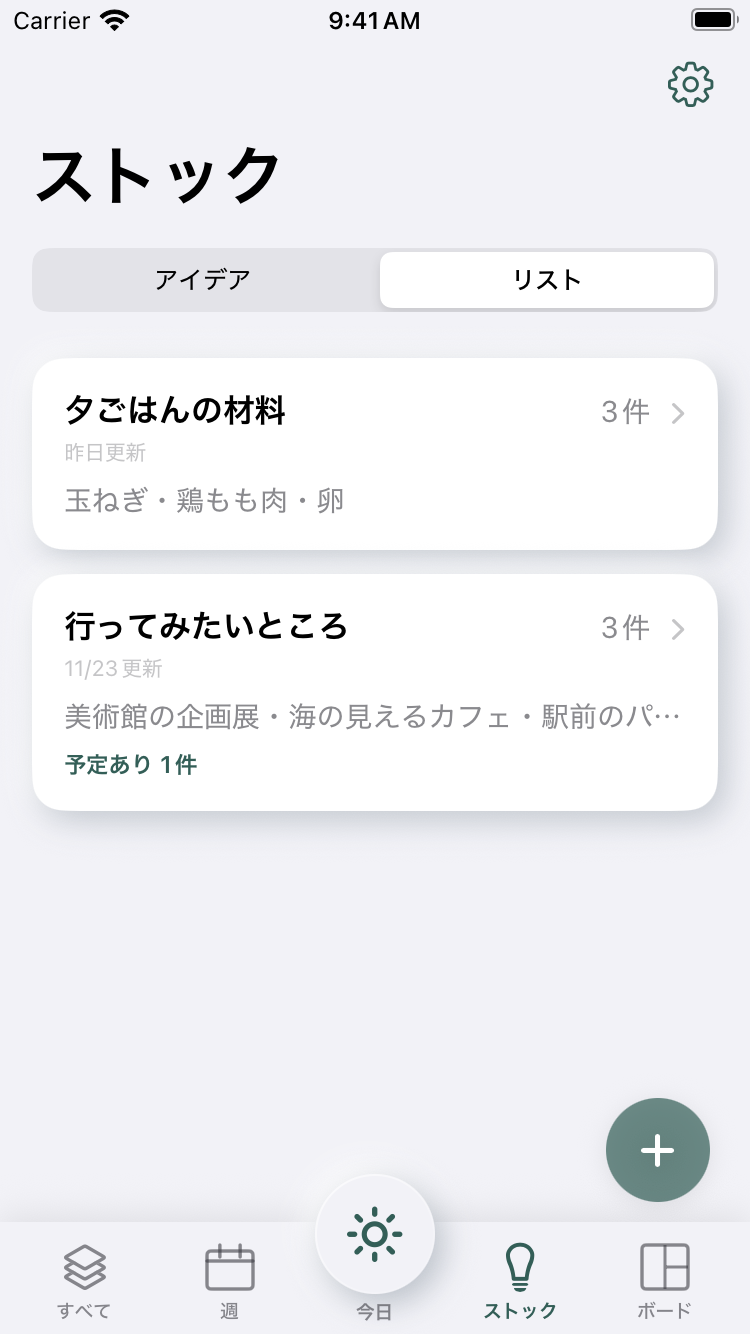 Carrier 9:41 AM
ストック
アイデア リスト
夕ごはんの材料 3件
昨日更新
玉ねぎ・鶏もも肉・卵
行ってみたいところ 3件
11/23更新
美術館の企画展・海の見えるカフェ・駅前のパ…
予定あり 1件
すべて 週 今日 ストック ボード